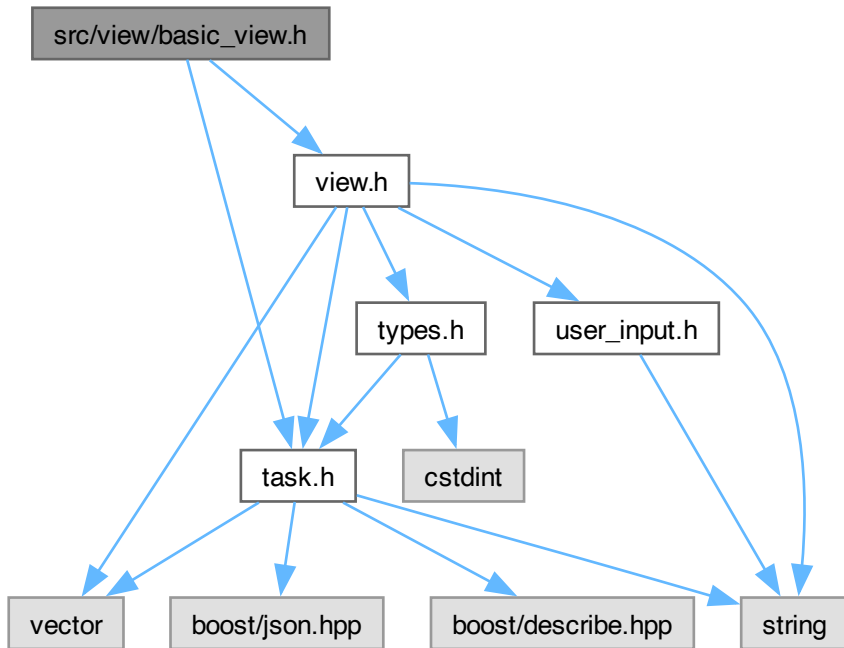 src/view/basic_view.h
view.h
types.h
user_input.h
task.h
cstdint
vector
boost/json.hpp
boost/describe.hpp
string